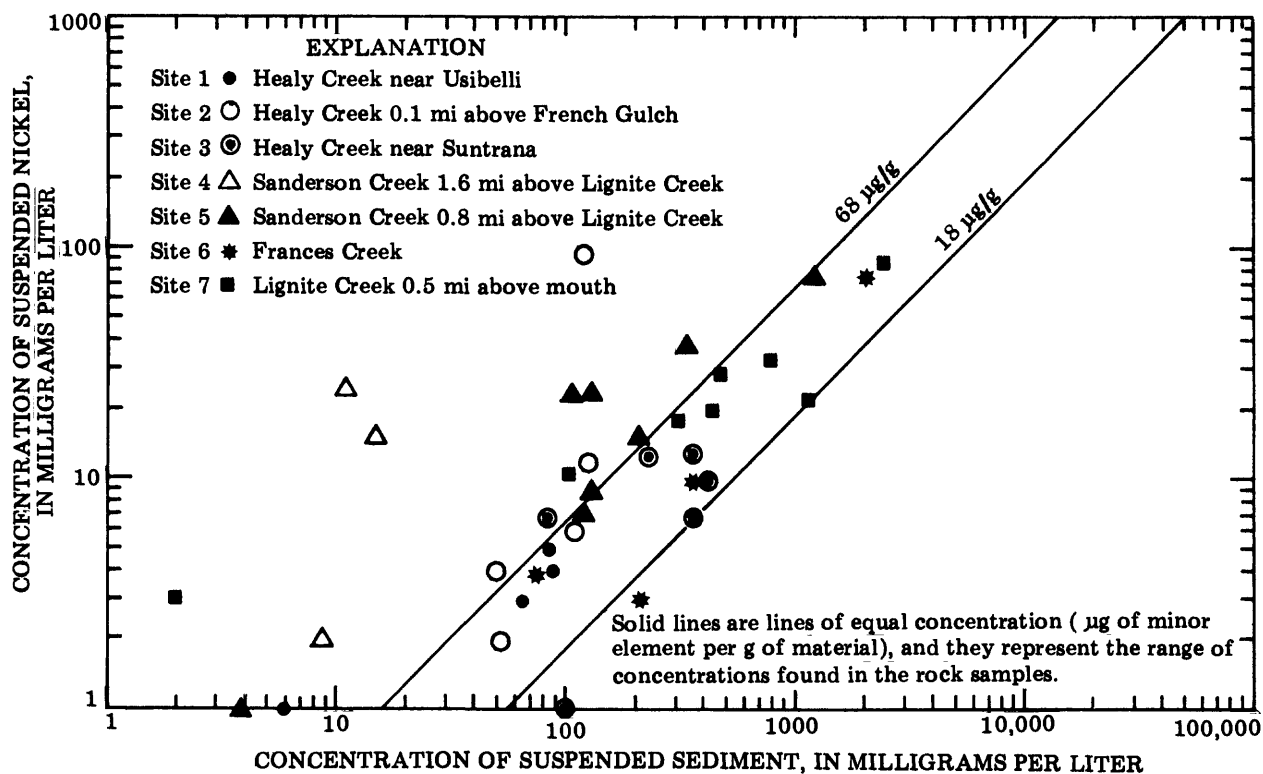 CONCENTRATION OF SUSPENDED NICKEL,
IN MILLIGRAMS PER LITER
1000
100
10
1
EXPLANATION
Site 1 Healy Creek near Usibelli
Site 2 Healy Creek 0.1 mi above French Gulch
Site 3 Healy Creek near Suntrana
Site 4 Sanderson Creek 1.6 mi above Lignite Creek
Site 5 Sanderson Creek 0.8 mi above Lignite Creek
Site 6 Frances Creek
Site 7 Lignite Creek 0.5 mi above mouth
68 µg/g
18 µg/g
Solid lines are lines of equal concentration ( µg of minor
element per g of material), and they represent the range of
concentrations found in the rock samples.
1 10 100 1000 10,000 100,000
CONCENTRATION OF SUSPENDED SEDIMENT, IN MILLIGRAMS PER LITER